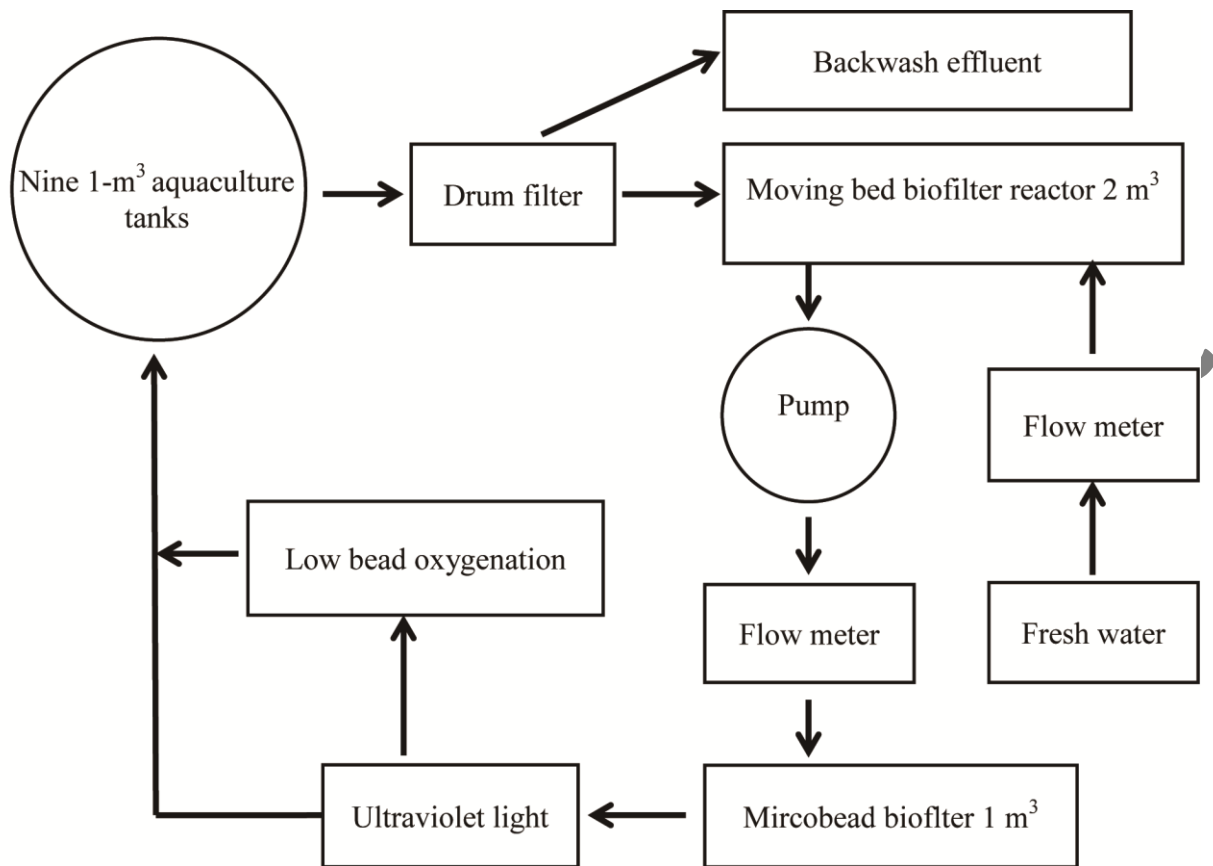 Backwash effluent
Nine 1-m³ aquaculture
tanks
Drum filter
Moving bed biofilter reactor 2 m³
Pump
Flow meter
Low bead oxygenation
Flow meter
Fresh water
Ultraviolet light
Mircobead bioflter 1 m³